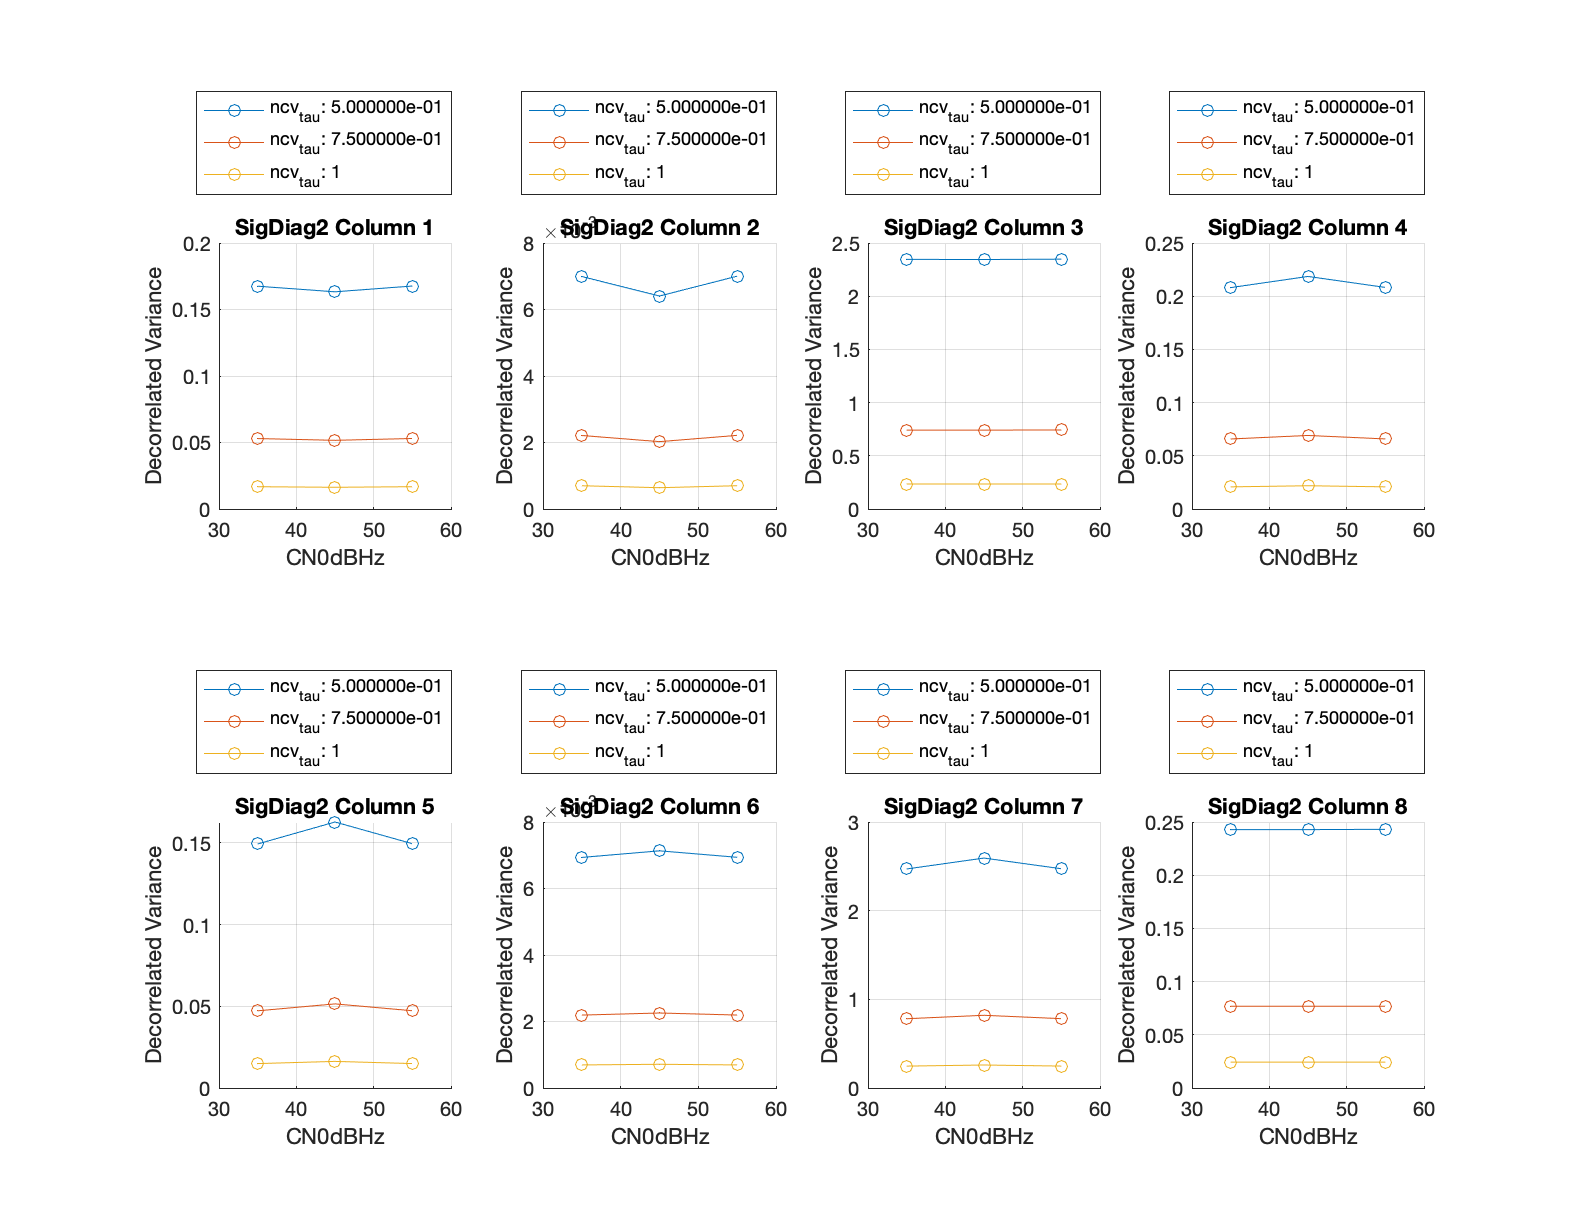 ncv_tau: 5.000000e-01
ncv_tau: 7.500000e-01
ncv_tau: 1
SigDiag2 Column 1
Decorrelated Variance
0.2
0.15
0.1
0.05
0
30 40 50 60
CN0dBHz
ncv_tau: 5.000000e-01
ncv_tau: 7.500000e-01
ncv_tau: 1
SigDiag2 Column 2
Decorrelated Variance
8
6
4
2
0
30 40 50 60
CN0dBHz
ncv_tau: 5.000000e-01
ncv_tau: 7.500000e-01
ncv_tau: 1
SigDiag2 Column 3
Decorrelated Variance
2.5
2
1.5
1
0.5
0
30 40 50 60
CN0dBHz
ncv_tau: 5.000000e-01
ncv_tau: 7.500000e-01
ncv_tau: 1
SigDiag2 Column 4
Decorrelated Variance
0.25
0.2
0.15
0.1
0.05
0
30 40 50 60
CN0dBHz
ncv_tau: 5.000000e-01
ncv_tau: 7.500000e-01
ncv_tau: 1
SigDiag2 Column 5
Decorrelated Variance
0.15
0.1
0.05
0
30 40 50 60
CN0dBHz
ncv_tau: 5.000000e-01
ncv_tau: 7.500000e-01
ncv_tau: 1
SigDiag2 Column 6
Decorrelated Variance
8
6
4
2
0
30 40 50 60
CN0dBHz
ncv_tau: 5.000000e-01
ncv_tau: 7.500000e-01
ncv_tau: 1
SigDiag2 Column 7
Decorrelated Variance
3
2
1
0
30 40 50 60
CN0dBHz
ncv_tau: 5.000000e-01
ncv_tau: 7.500000e-01
ncv_tau: 1
SigDiag2 Column 8
Decorrelated Variance
0.25
0.2
0.15
0.1
0.05
0
30 40 50 60
CN0dBHz